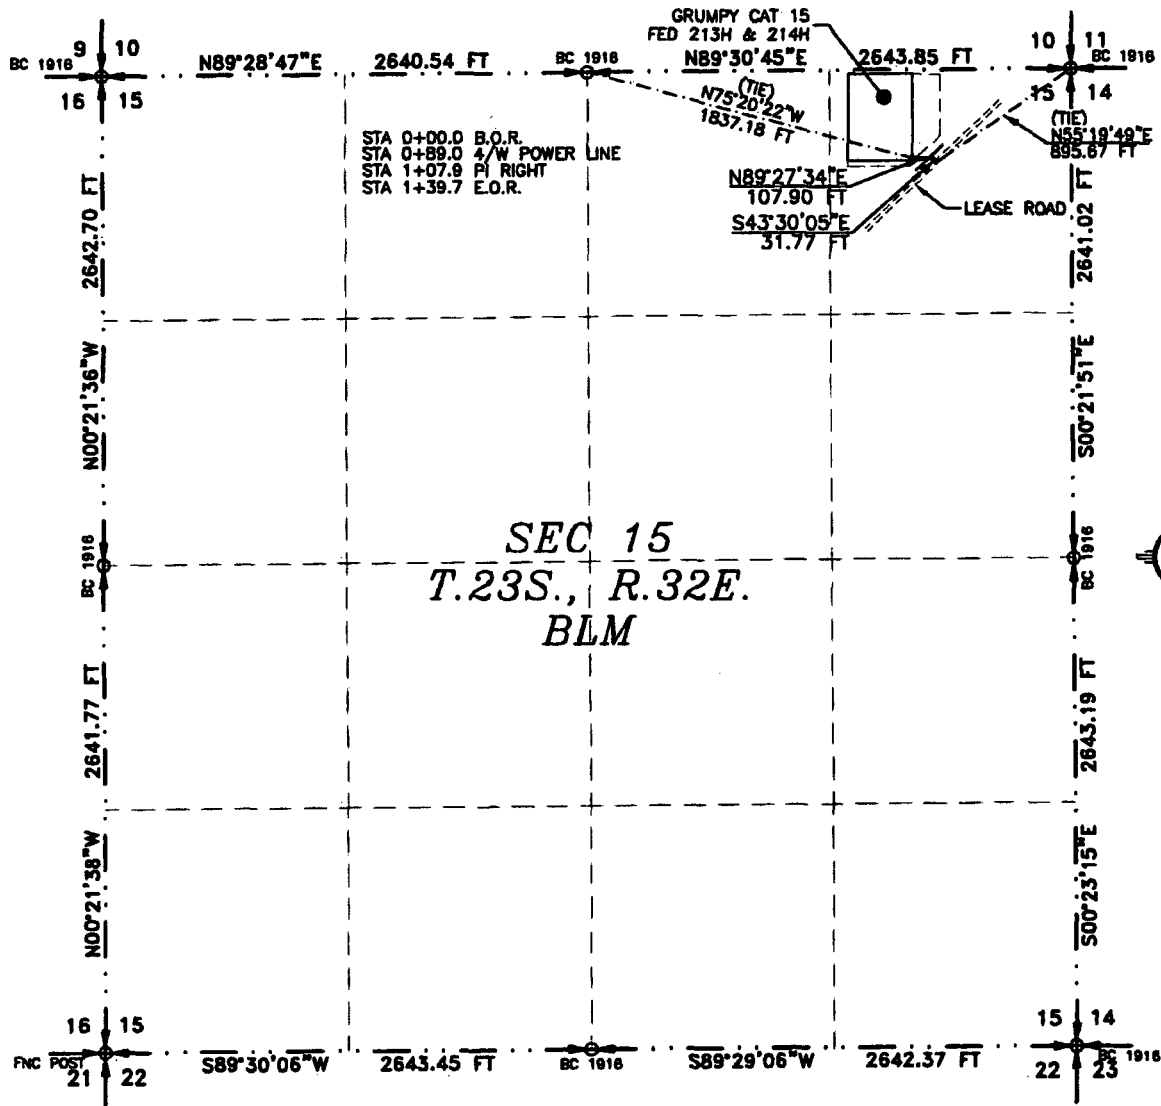 GRUMPY CAT 15
FED 213H & 214H
9 10
BC 1916
16 15
N89°28'47"E 2640.54 FT
BC 1916
N89°30'45"E 2643.85 FT
10 11
BC 1916
15 14
(TIE)
N75°20'22"W
1837.18 FT
(TIE)
N55°19'49"E
895.67 FT
STA 0+00.0 B.O.R.
STA 0+89.0 4/W POWER LINE
STA 1+07.9 PI RIGHT
STA 1+39.7 E.O.R.
N89°27'34"E
107.90 FT
S43°30'05"E
31.77 FT
LEASE ROAD
2642.70 FT
N00°21'36"W
2641.02 FT
S00°21'51"E
BC 1916
SEC 15
T.23S., R.32E.
BLM
BC 1916
2641.77 FT
N00°21'38"W
2643.19 FT
S00°23'15"E
16 15
FNC POST
21 22
S89°30'06"W 2643.45 FT
BC 1916
S89°29'06"W 2642.37 FT
15 14
BC 1916
22 23